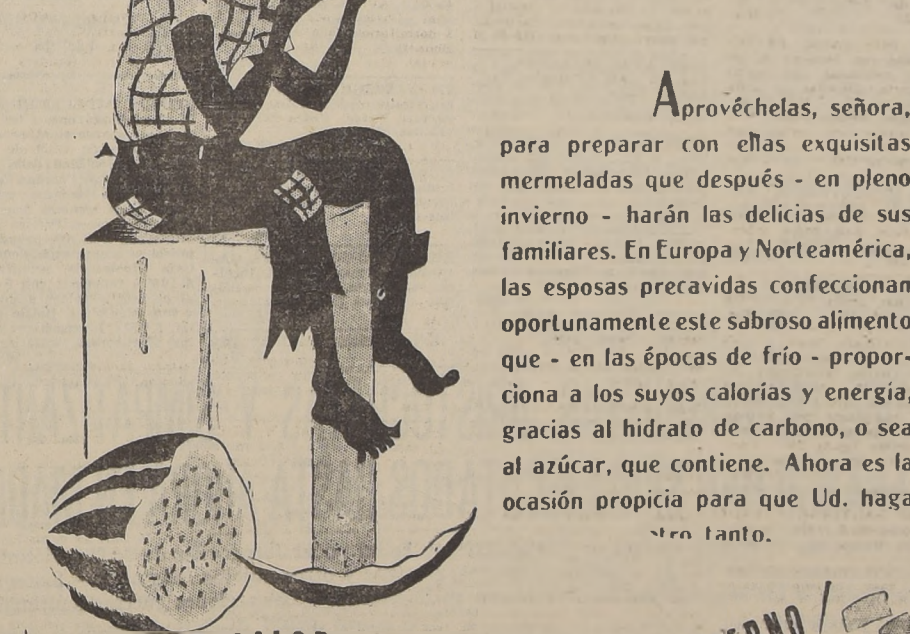 Aprovéchelas, señora,
para preparar con ellas exquisitas
mermeladas que después - en pleno
invierno - harán las delicias de sus
familiares. En Europa y Norteamérica,
las esposas precavidas confeccionan
oportunamente este sabroso alimento
que - en las épocas de frío - propor-
ciona a los suyos calorías y energía,
gracias al hidrato de carbono, o sea
al azúcar, que contiene. Ahora es la
ocasión propicia para que Ud. haga
otro tanto.